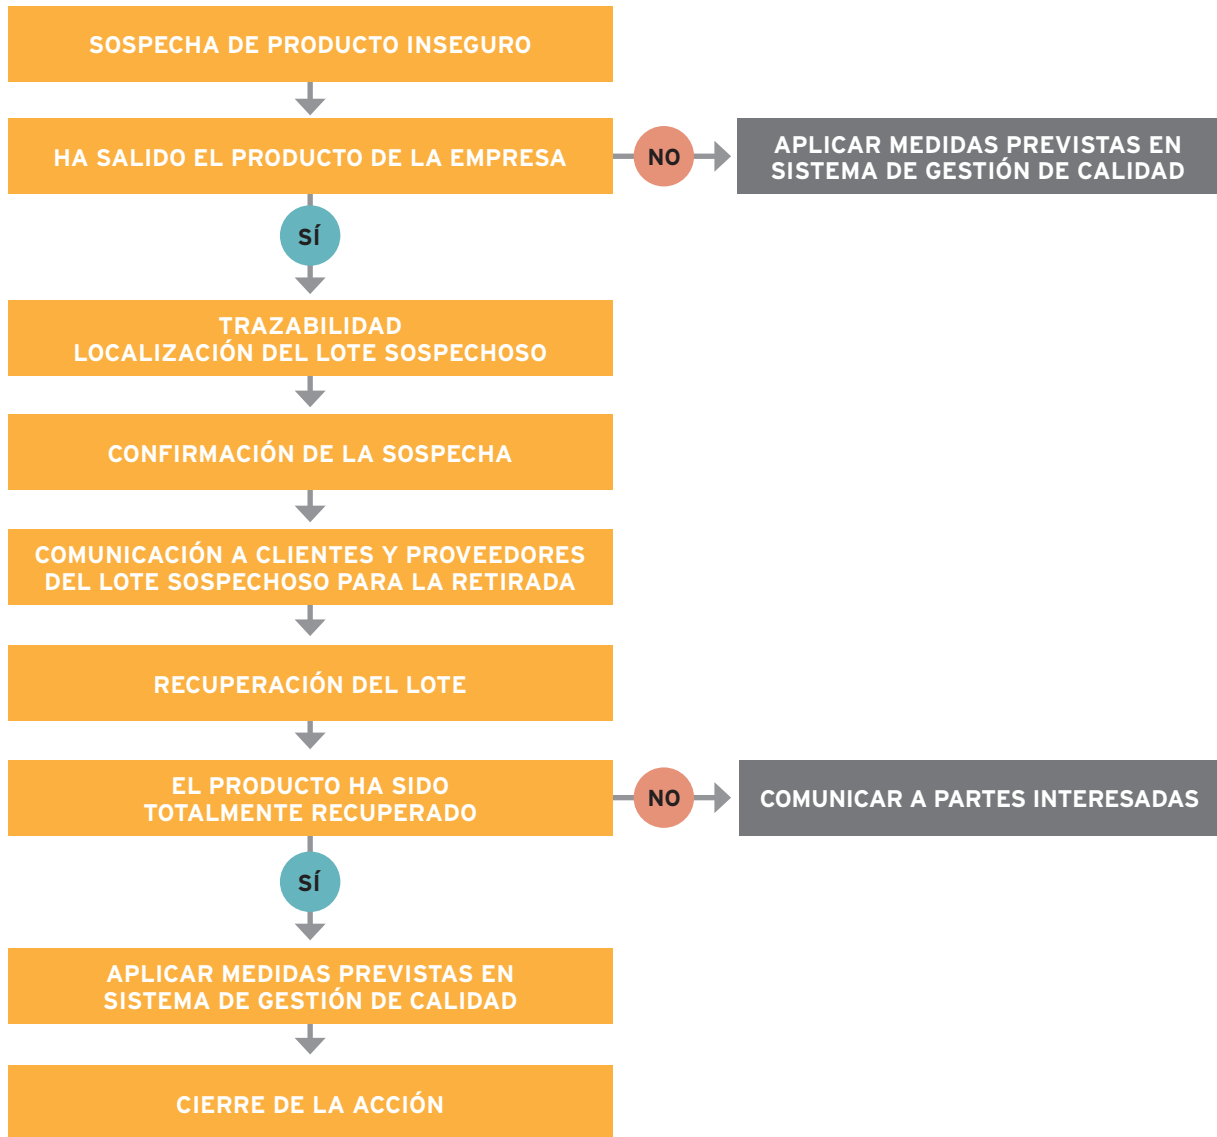 SOSPECHA DE PRODUCTO INSEGURO
HA SALIDO EL PRODUCTO DE LA EMPRESA
NO
APLICAR MEDIDAS PREVISTAS EN
SISTEMA DE GESTIÓN DE CALIDAD
SÍ
TRAZABILIDAD
LOCALIZACIÓN DEL LOTE SOSPECHOSO
CONFIRMACIÓN DE LA SOSPECHA
COMUNICACIÓN A CLIENTES Y PROVEEDORES
DEL LOTE SOSPECHOSO PARA LA RETIRADA
RECUPERACIÓN DEL LOTE
EL PRODUCTO HA SIDO
TOTALMENTE RECUPERADO
NO
COMUNICAR A PARTES INTERESADAS
SÍ
APLICAR MEDIDAS PREVISTAS EN
SISTEMA DE GESTIÓN DE CALIDAD
CIERRE DE LA ACCIÓN